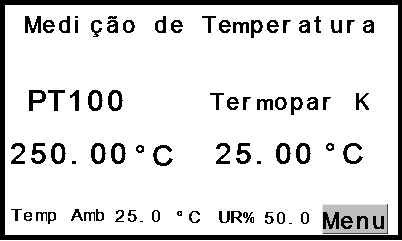 Medição de Temperatura
PT100 Termopar K
250.00°C 25.00°C
Temp Amb 25.0 °C UR% 50.0 Menu